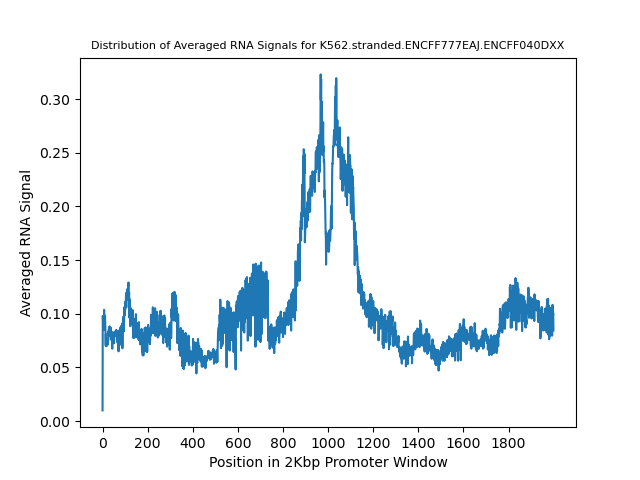 Distribution of Averaged RNA Signals for K562.stranded.ENCFF777EAJ.ENCFF040DXX
0.30
0.25
0.20
0.15
0.10
0.05
0.00
Averaged RNA Signal
0 200 400 600 800 1000 1200 1400 1600 1800
Position in 2Kbp Promoter Window